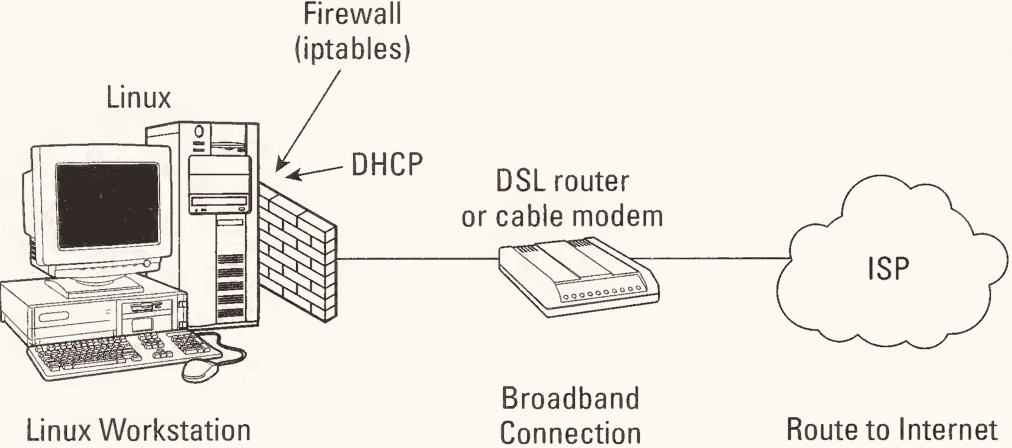 Firewall
(iptables)
Linux
DHCP
DSL router
or cable modem
ISP
Linux Workstation
Broadband
Connection
Route to Internet